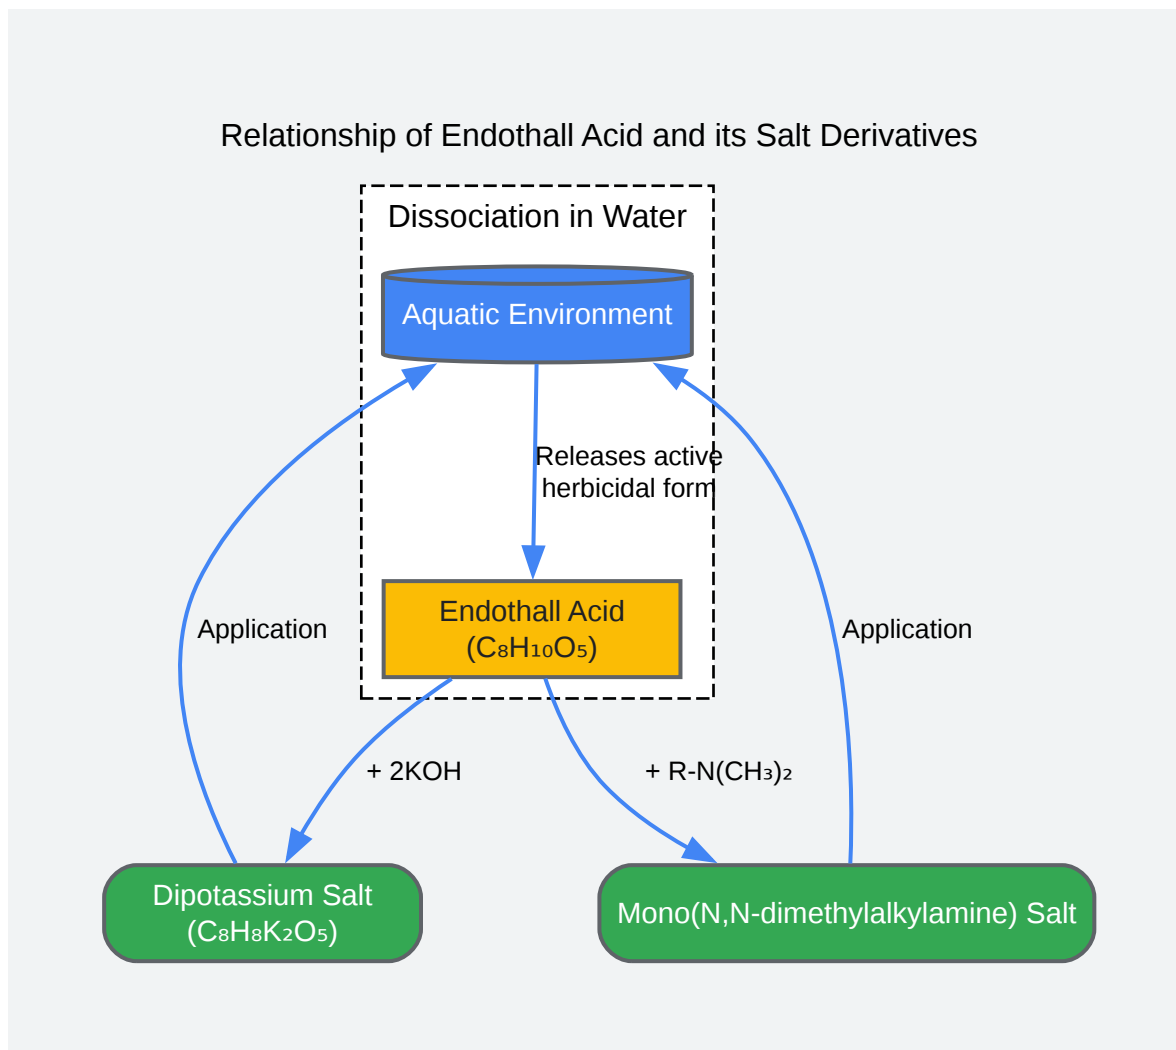 Relationship of Endothall Acid and its Salt Derivatives
Dissociation in Water
Aquatic Environment
Releases active
herbicidal form
Endothall Acid
(C₈H₁₀O₅)
Application
Application
+ 2KOH
+ R-N(CH₃)₂
Dipotassium Salt
(C₈H₈K₂O₅)
Mono(N,N-dimethylalkylamine) Salt